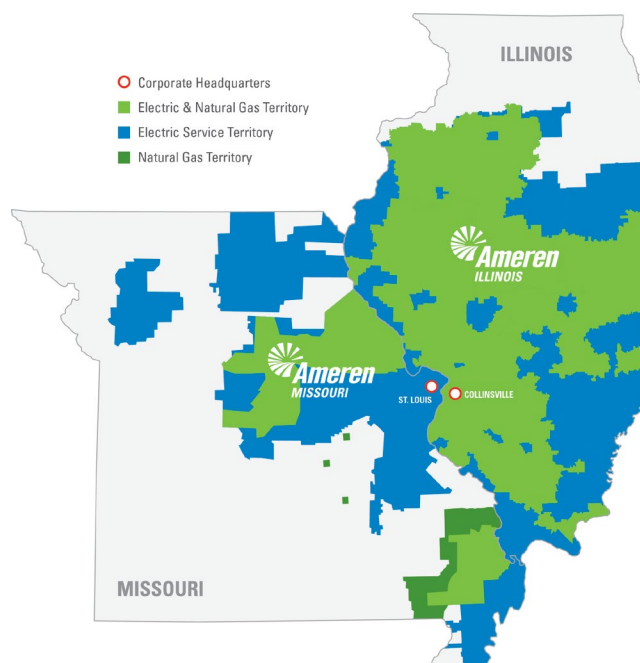 ILLINOIS
Corporate Headquarters
Electric & Natural Gas Territory
Electric Service Territory
Natural Gas Territory
Ameren
ILLINOIS
Ameren
MISSOURI
ST. LOUIS
COLLINSVILLE
MISSOURI